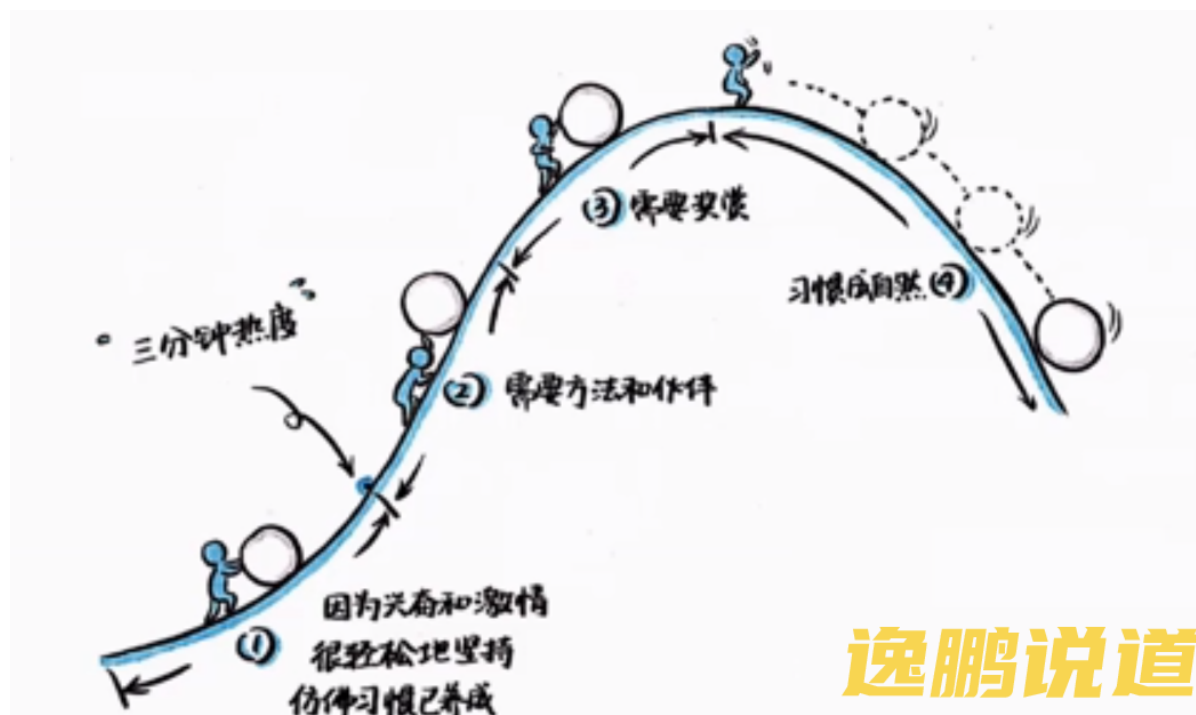 "三分钟热度"
① 因为兴奋和激情
很轻松地坚持
仿佛习惯已养成
② 需要方法和伙伴
③ 需要奖赏
习惯成自然 ④
逸鹏说道